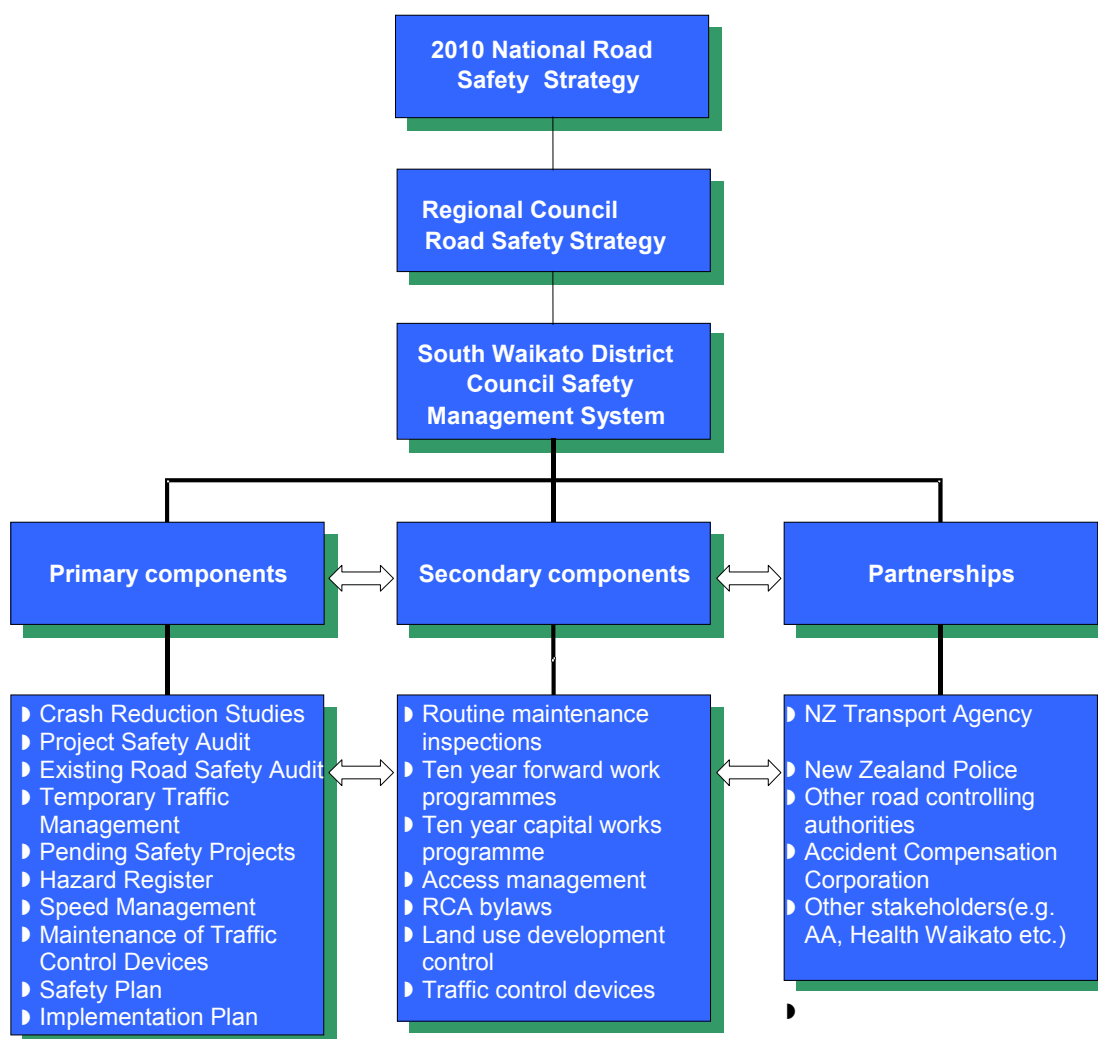 2010 National Road
Safety Strategy
Regional Council
Road Safety Strategy
South Waikato District
Council Safety
Management System
Primary components
Secondary components
Partnerships
Crash Reduction Studies
Project Safety Audit
Existing Road Safety Audit
Temporary Traffic
Management
Pending Safety Projects
Hazard Register
Speed Management
Maintenance of Traffic
Control Devices
Safety Plan
Implementation Plan
Routine maintenance
inspections
Ten year forward work
programmes
Ten year capital works
programme
Access management
RCA bylaws
Land use development
control
Traffic control devices
NZ Transport Agency
New Zealand Police
Other road controlling
authorities
Accident Compensation
Corporation
Other stakeholders(e.g.
AA, Health Waikato etc.)